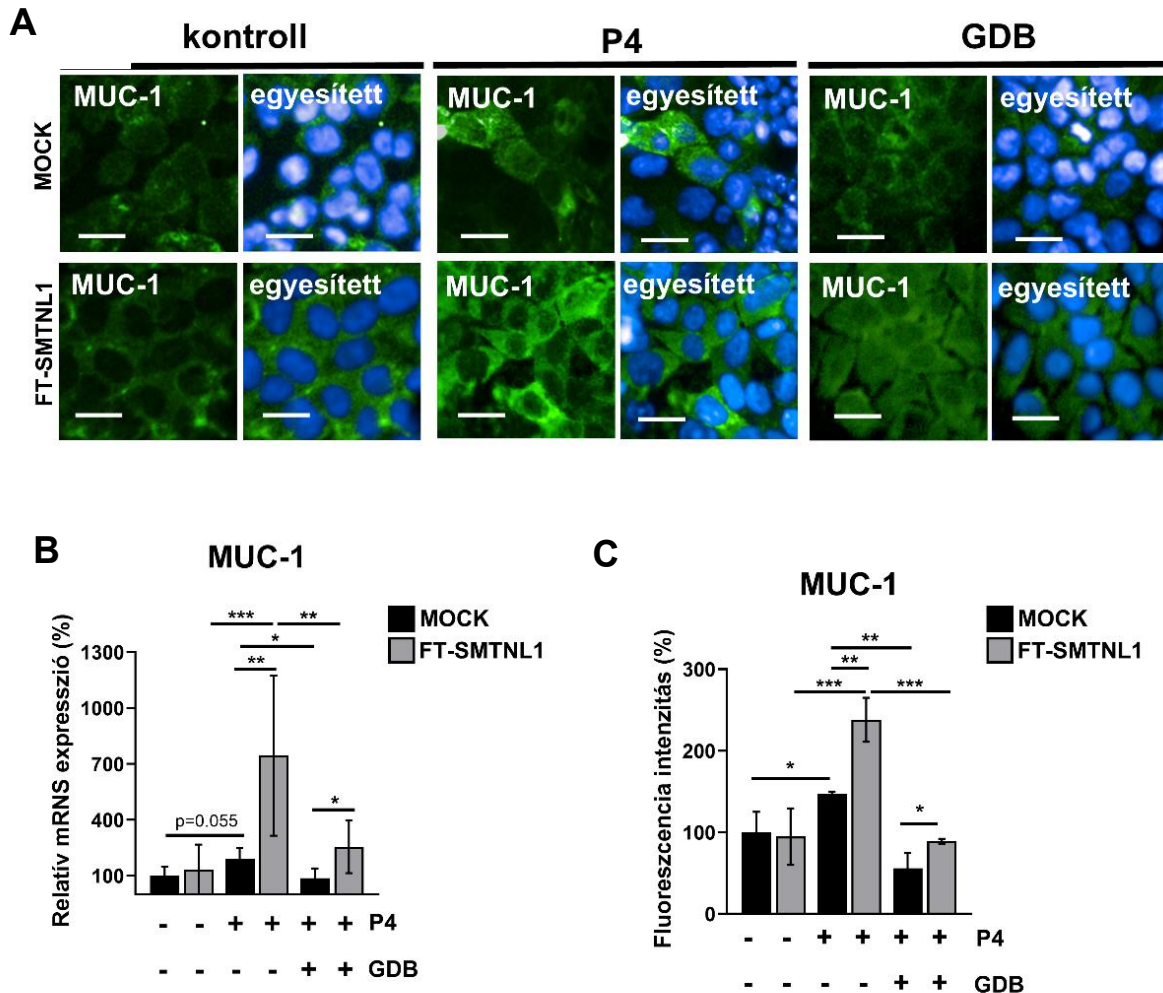 A
kontroll P4 GDB
MOCK
MUC-1 egyesített MUC-1 egyesített MUC-1 egyesített
FT-SMTNL1
MUC-1 egyesített MUC-1 egyesített MUC-1 egyesített
B
MUC-1
MOCK
FT-SMTNL1
Relatív mRNS expresszió (%)
1300
1000
700
400
100
*** **
*
**
p=0.055
*
- - + + + + P4
- - - - + + GDB
C
MUC-1
MOCK
FT-SMTNL1
Fluoreszcencia intenzitás (%)
300
200
100
0
**
**
*** ***
*
*
- - + + + + P4
- - - - + + GDB